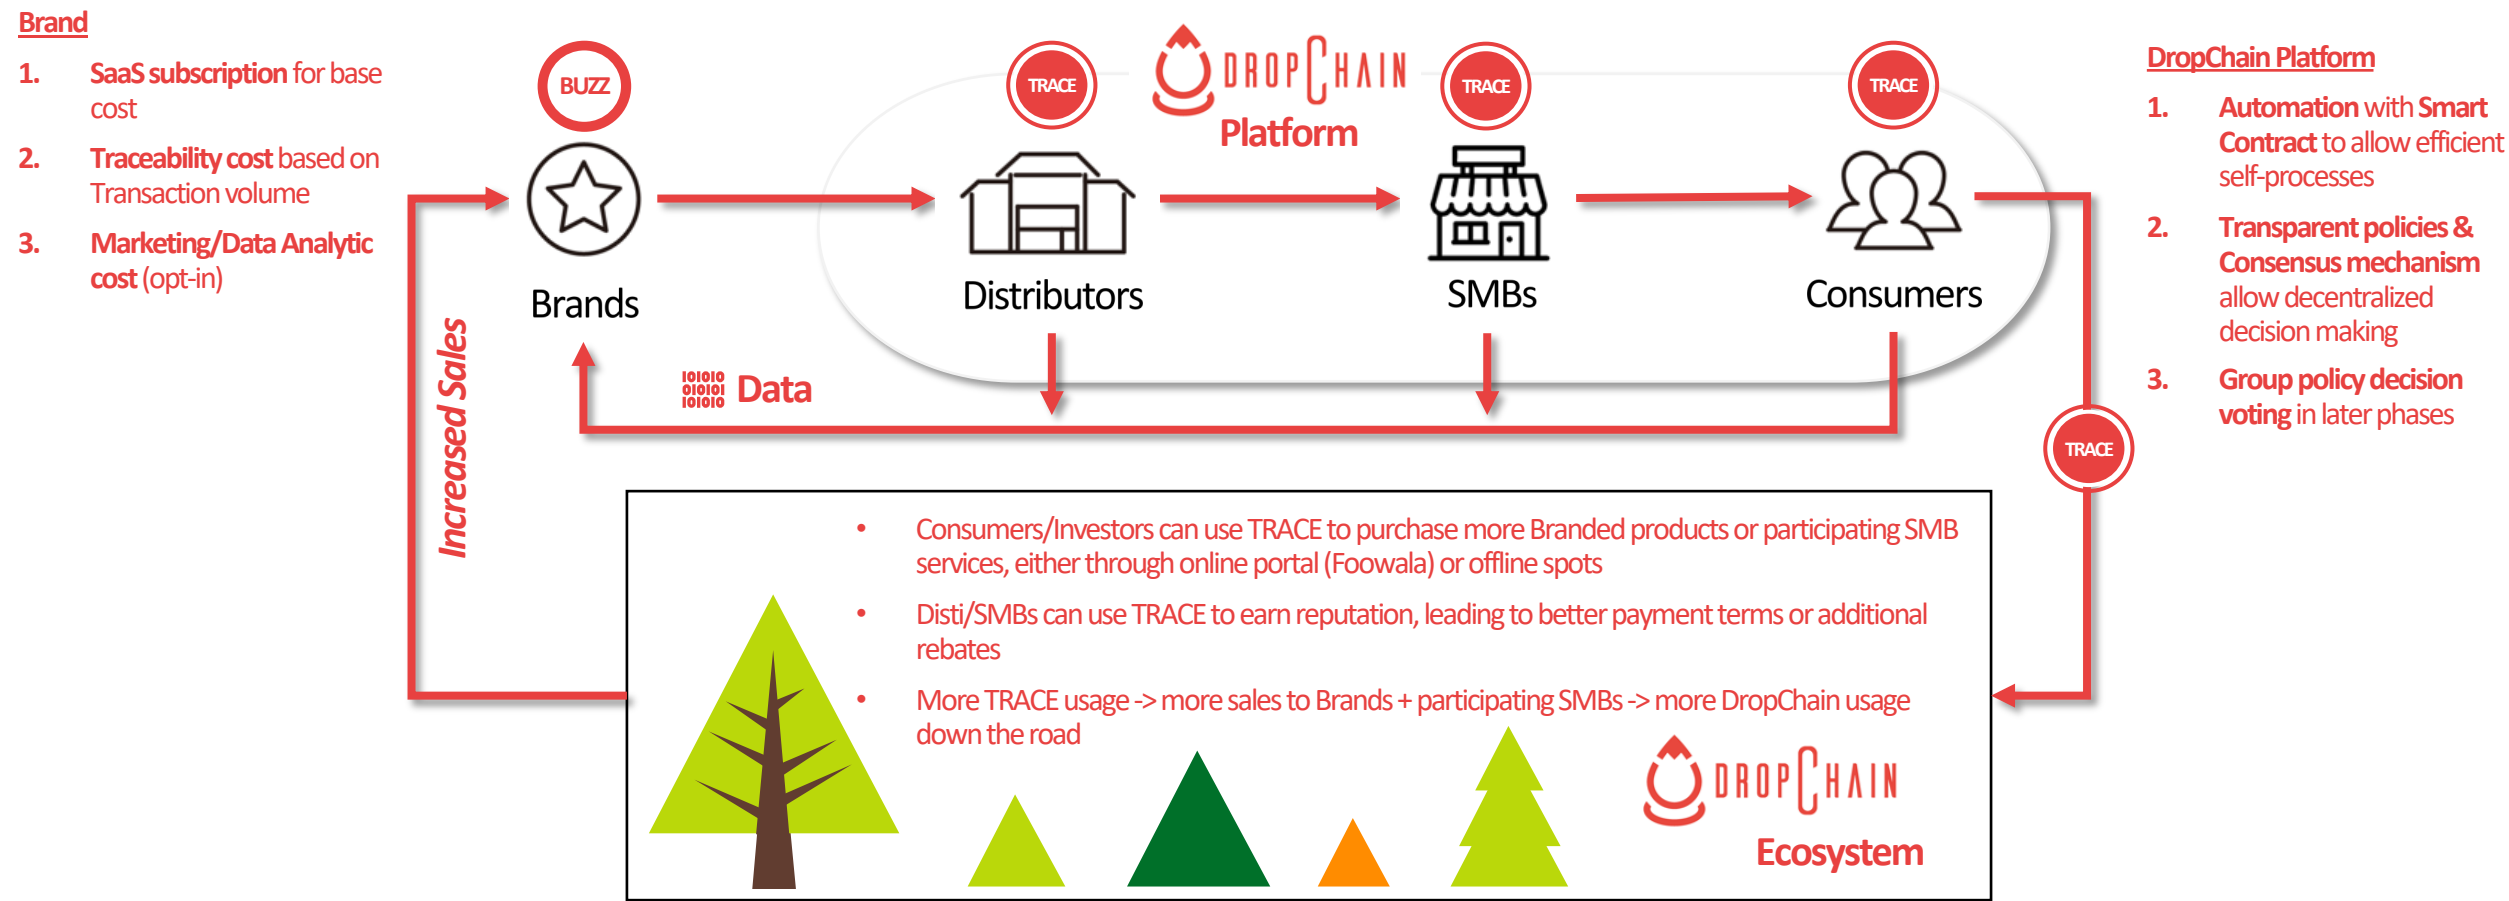 Brand
1. SaaS subscription for base
cost
2. Traceability cost based on
Transaction volume
3. Marketing/Data Analytic
cost (opt-in)
BUZZ
Brands
TRACE
Distributors
DROPCHAIN
Platform
TRACE
SMBs
TRACE
Consumers
DropChain Platform
1. Automation with Smart
Contract to allow efficient
self-processes
2. Transparent policies &
Consensus mechanism
allow decentralized
decision making
3. Group policy decision
voting in later phases
Increased Sales
101010
010101
101010
Data
TRACE
• Consumers/Investors can use TRACE to purchase more Branded products or participating SMB
services, either through online portal (Foowala) or offline spots
• Disti/SMBs can use TRACE to earn reputation, leading to better payment terms or additional
rebates
• More TRACE usage -> more sales to Brands + participating SMBs -> more DropChain usage
down the road
DROPCHAIN
Ecosystem